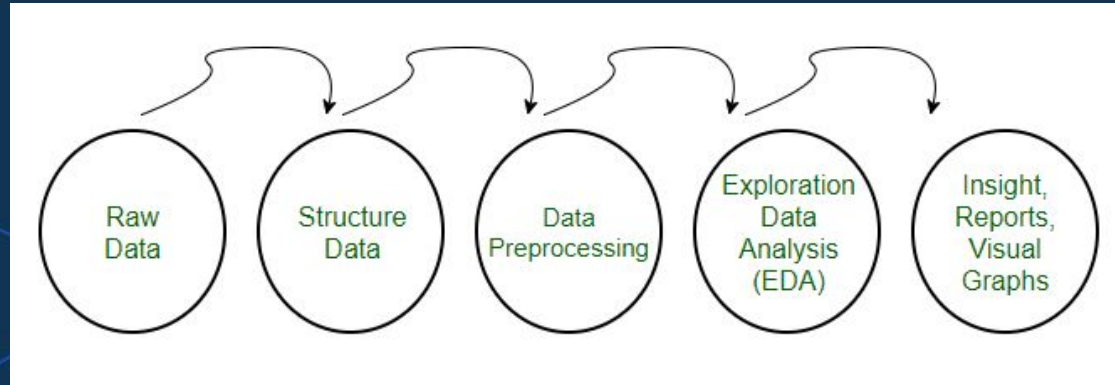 Raw
Data
Structure
Data
Data
Preprocessing
Exploration
Data
Analysis
(EDA)
Insight,
Reports,
Visual
Graphs